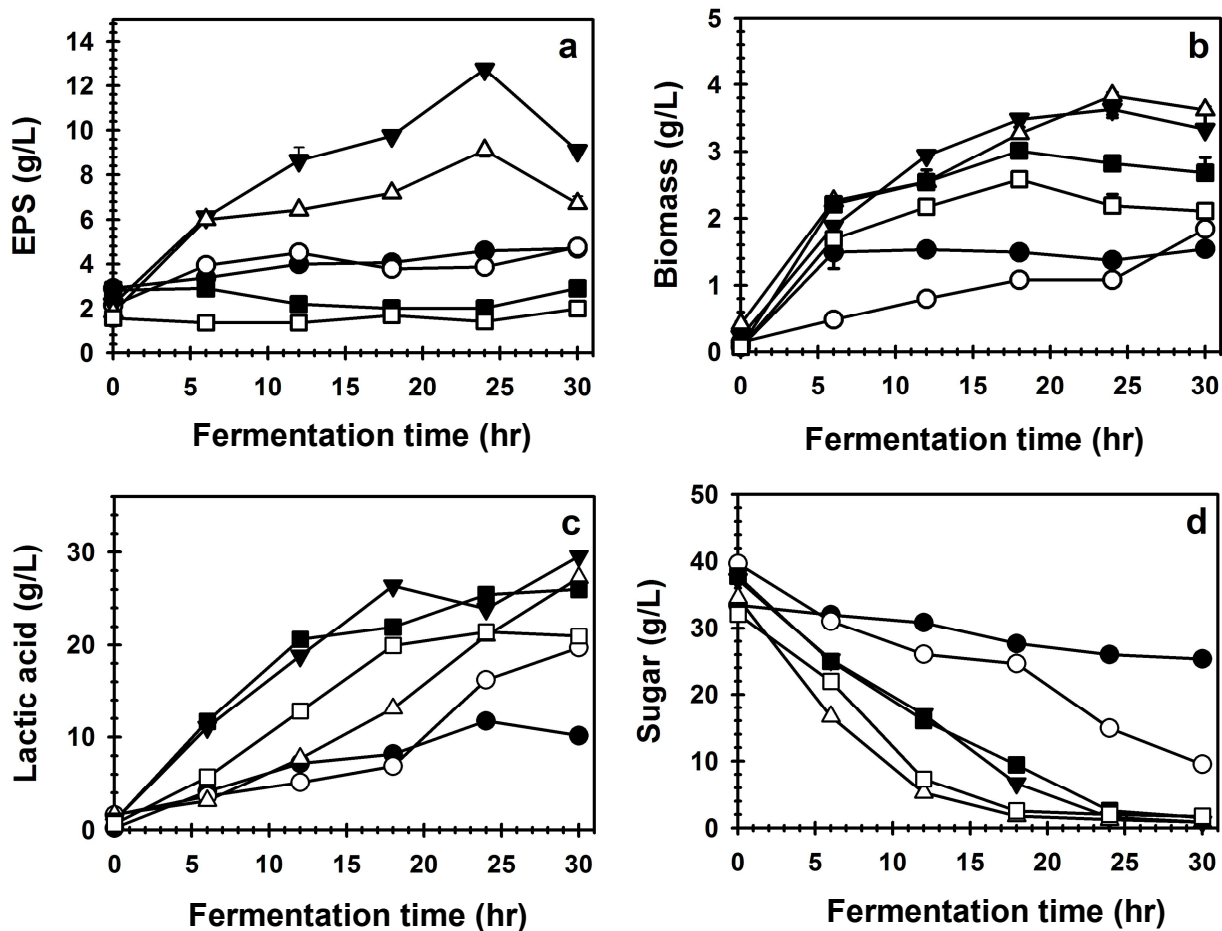 a
EPS (g/L)
14
12
10
8
6
4
2
0
0 5 10 15 20 25 30
Fermentation time (hr)
b
Biomass (g/L)
5
4
3
2
1
0
0 5 10 15 20 25 30
Fermentation time (hr)
c
Lactic acid (g/L)
30
20
10
0
0 5 10 15 20 25 30
Fermentation time (hr)
d
Sugar (g/L)
50
40
30
20
10
0
0 5 10 15 20 25 30
Fermentation time (hr)